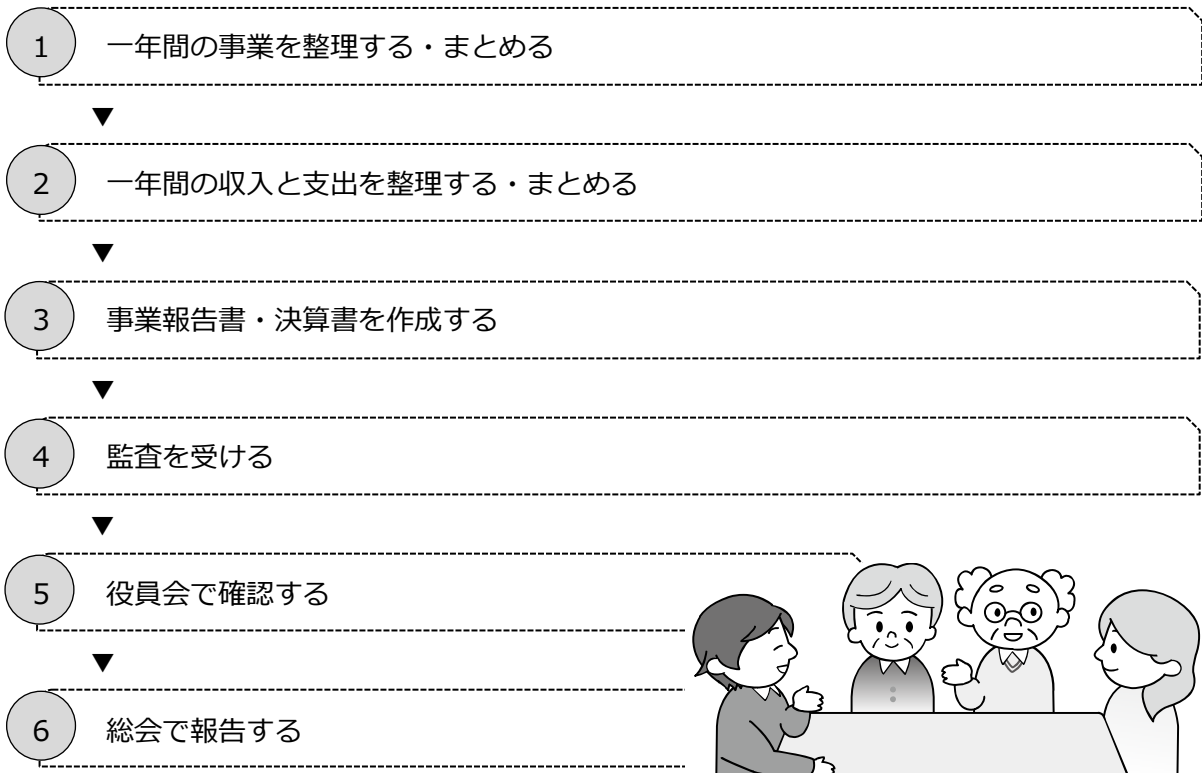 1 一年間の事業を整理する・まとめる
▼
2 一年間の収入と支出を整理する・まとめる
▼
3 事業報告書・決算書を作成する
▼
4 監査を受ける
▼
5 役員会で確認する
▼
6 総会で報告する